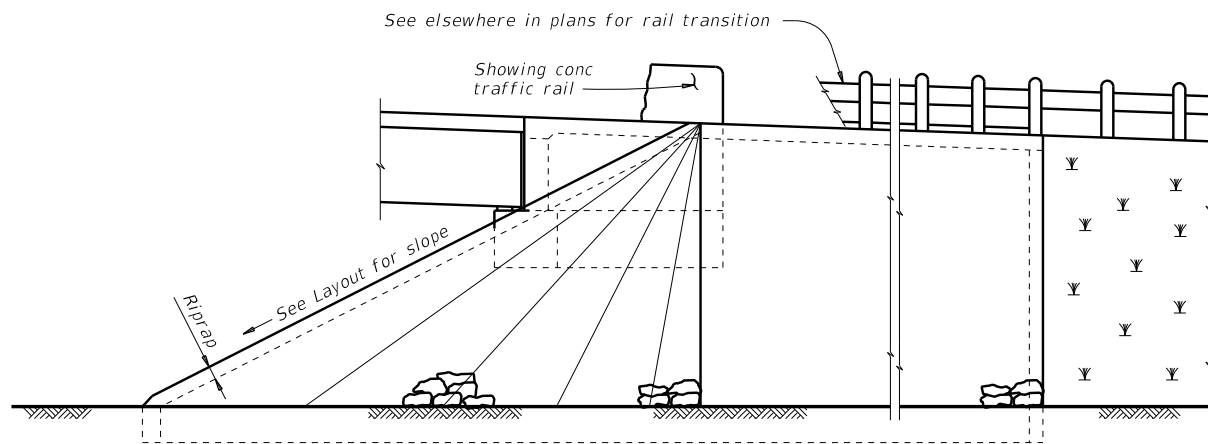 See elsewhere in plans for rail transition
Showing conc
traffic rail
See Layout for slope
Riprap